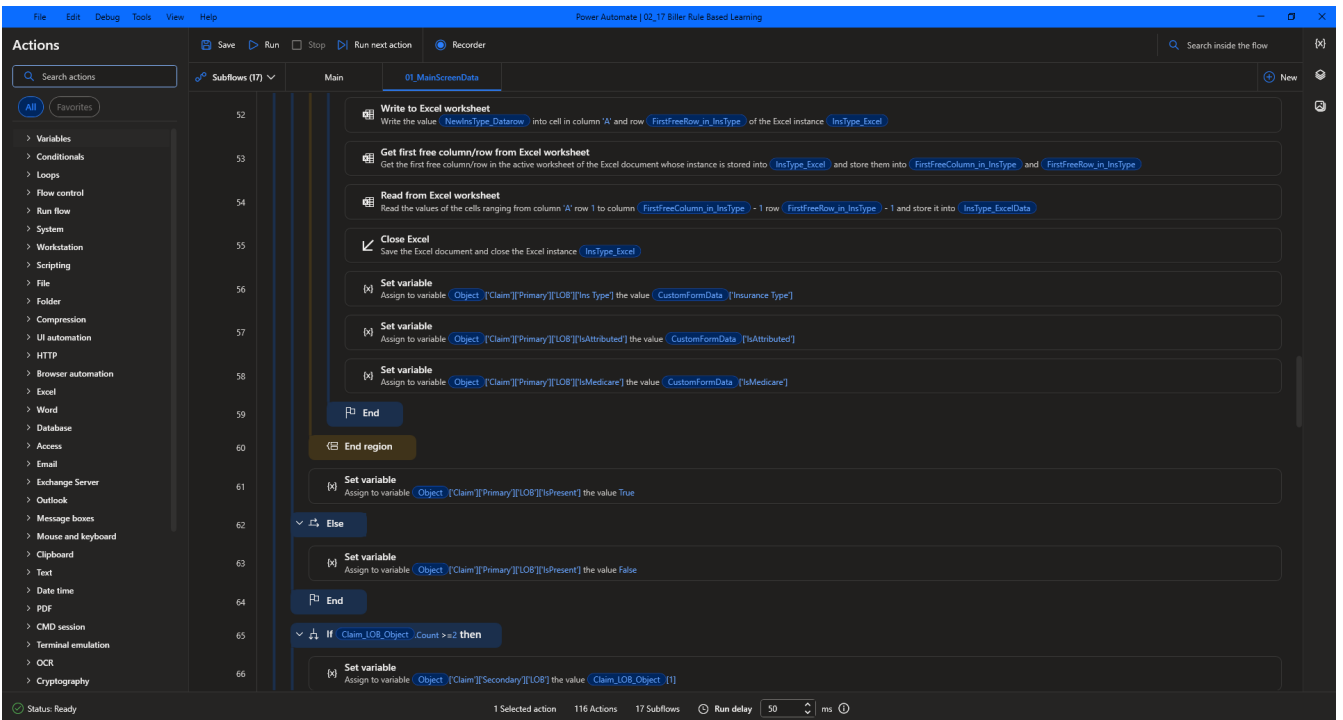 File Edit Debug Tools View Help Power Automate | 02_17 Biller Rule Based Learning
Actions
Save Run Stop Run next action Recorder Search inside the flow {x}
Search actions
Subflows (17) Main 01_MainScreenData New
All Favorites
Variables
Conditionals
Loops
Flow control
Run flow
System
Workstation
Scripting
File
Folder
Compression
UI automation
HTTP
Browser automation
Excel
Word
Database
Access
Email
Exchange Server
Outlook
Message boxes
Mouse and keyboard
Clipboard
Text
Date time
PDF
CMD session
Terminal emulation
OCR
Cryptography
52 Write to Excel worksheet
Write the value NewInsType_Datarow into cell in column 'A' and row FirstFreeRow_in_InsType of the Excel instance InsType_Excel
53 Get first free column/row from Excel worksheet
Get the first free column/row in the active worksheet of the Excel document whose instance is stored into InsType_Excel and store them into FirstFreeColumn_in_InsType and FirstFreeRow_in_InsType
54 Read from Excel worksheet
Read the values of the cells ranging from column 'A' row 1 to column FirstFreeColumn_in_InsType - 1 row FirstFreeRow_in_InsType - 1 and store it into InsType_ExcelData
55 Close Excel
Save the Excel document and close the Excel instance InsType_Excel
56 {x} Set variable
Assign to variable Object ['Claim']['Primary']['LOB']['Ins Type'] the value CustomFormData ['Insurance Type']
57 {x} Set variable
Assign to variable Object ['Claim']['Primary']['LOB']['IsAttributed'] the value CustomFormData ['IsAttributed']
58 {x} Set variable
Assign to variable Object ['Claim']['Primary']['LOB']['IsMedicare'] the value CustomFormData ['IsMedicare']
59 End
60 End region
61 {x} Set variable
Assign to variable Object ['Claim']['Primary']['LOB']['IsPresent'] the value True
62 Else
63 {x} Set variable
Assign to variable Object ['Claim']['Primary']['LOB']['IsPresent'] the value False
64 End
65 If Claim_LOB_Object .Count >=2 then
66 {x} Set variable
Assign to variable Object ['Claim']['Secondary']['LOB'] the value Claim_LOB_Object [1]
Status: Ready 1 Selected action 116 Actions 17 Subflows Run delay 50 ms